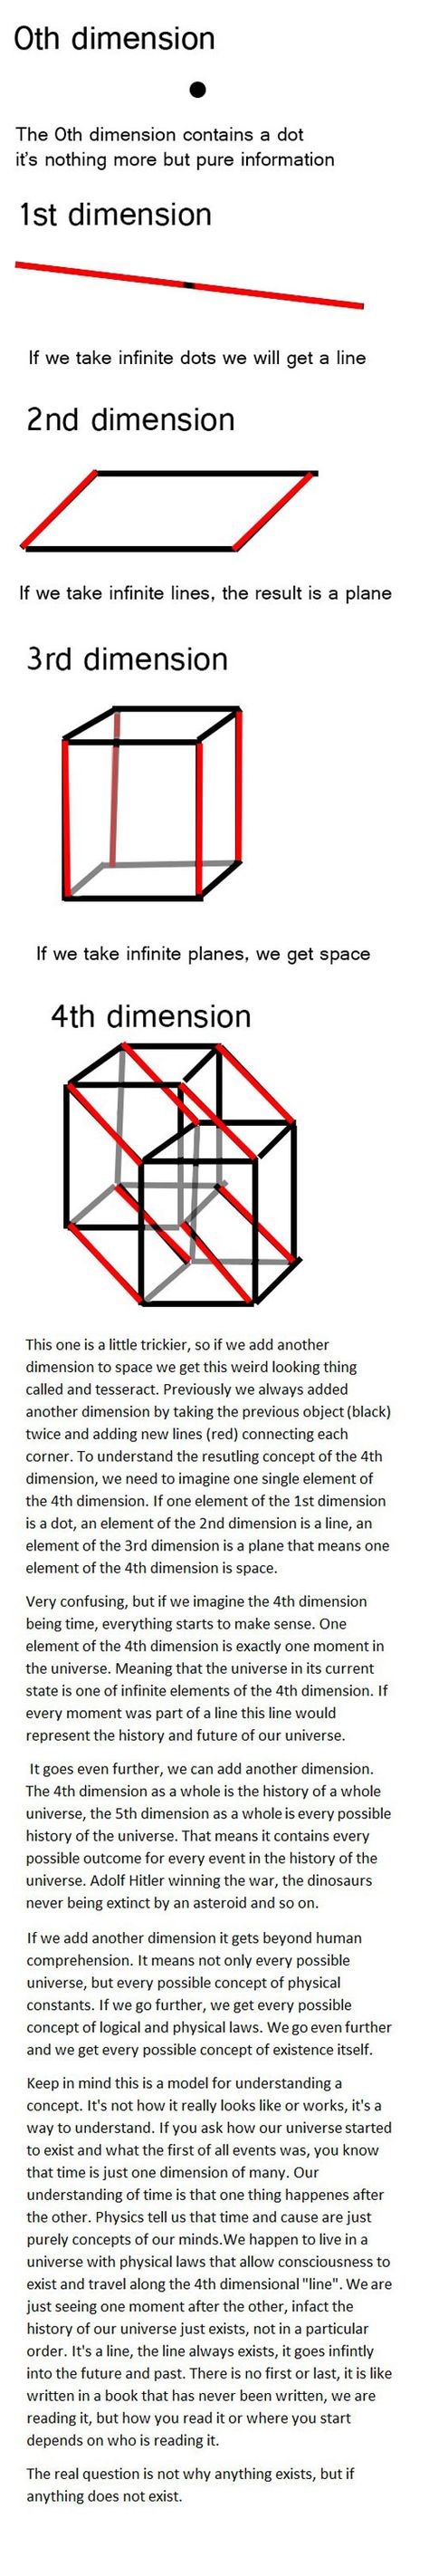 0th dimension
The 0th dimension contains a dot
it's nothing more but pure information
1st dimension
If we take infinite dots we will get a line
2nd dimension
If we take infinite lines, the result is a plane
3rd dimension
If we take infinite planes, we get space
4th dimension
This one is a little trickier, so if we add another
dimension to space we get this weird looking thing
called and tesseract. Previously we always added
another dimension by taking the previous object (black)
twice and adding new lines (red) connecting each
corner. To understand the resutling concept of the 4th
dimension, we need to imagine one single element of
the 4th dimension. If one element of the 1st dimension
is a dot, an element of the 2nd dimension is a line, an
element of the 3rd dimension is a plane that means one
element of the 4th dimension is space.
Very confusing, but if we imagine the 4th dimension
being time, everything starts to make sense. One
element of the 4th dimension is exactly one moment in
the universe. Meaning that the universe in its current
state is one of infinite elements of the 4th dimension. If
every moment was part of a line this line would
represent the history and future of our universe.
It goes even further, we can add another dimension.
The 4th dimension as a whole is the history of a whole
universe, the 5th dimension as a whole is every possible
history of the universe. That means it contains every
possible outcome for every event in the history of the
universe. Adolf Hitler winning the war, the dinosaurs
never being extinct by an asteroid and so on.
If we add another dimension it gets beyond human
comprehension. It means not only every possible
universe, but every possible concept of physical
constants. If we go further, we get every possible
concept of logical and physical laws. We go even further
and we get every possible concept of existence itself.
Keep in mind this is a model for understanding a
concept. It's not how it really looks like or works, it's a
way to understand. If you ask how our universe started
to exist and what the first of all events was, you know
that time is just one dimension of many. Our
understanding of time is that one thing happenes after
the other. Physics tell us that time and cause are just
purely concepts of our minds.We happen to live in a
universe with physical laws that allow consciousness to
exist and travel along the 4th dimensional "line". We are
just seeing one moment after the other, infact the
history of our universe just exists, not in a particular
order. It's a line, the line always exists, it goes infintly
into the future and past. There is no first or last, it is like
written in a book that has never been written, we are
reading it, but how you read it or where you start
depends on who is reading it.
The real question is not why anything exists, but if
anything does not exist.